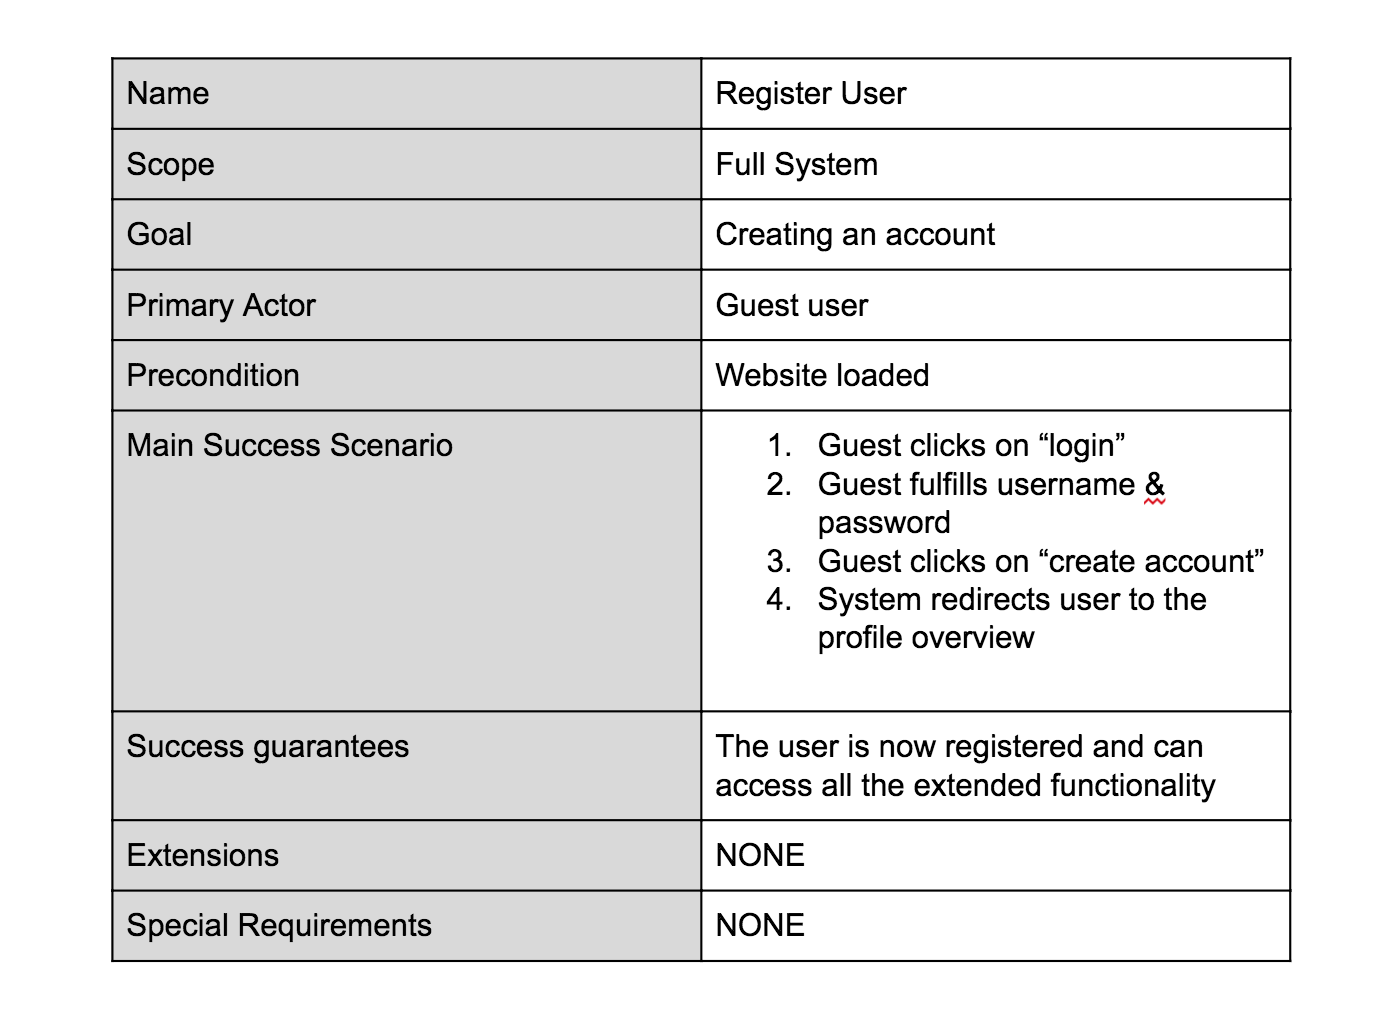 Name
Register User
Scope
Full System
Goal
Creating an account
Primary Actor
Guest user
Precondition
Website loaded
Main Success Scenario
1. Guest clicks on “login”
2. Guest fulfills username &
password
3. Guest clicks on “create account”
4. System redirects user to the
profile overview
Success guarantees
The user is now registered and can
access all the extended functionality
Extensions
NONE
Special Requirements
NONE